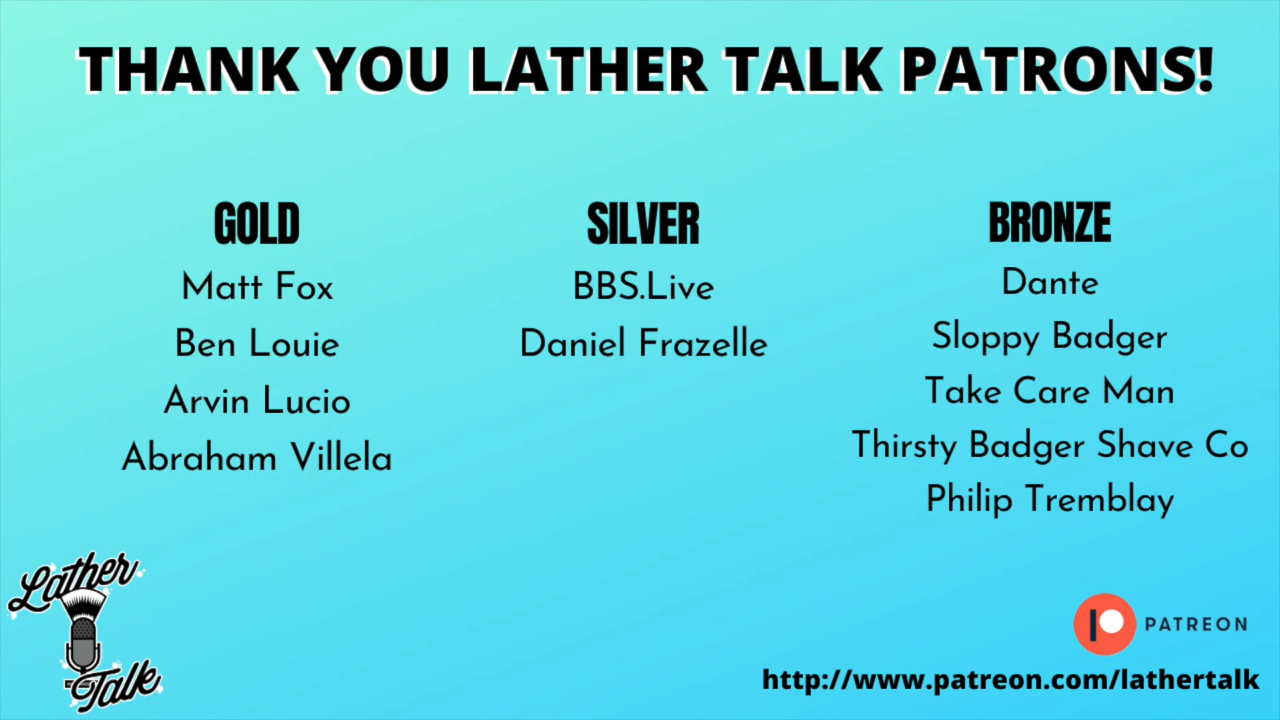 THANK YOU LATHER TALK PATRONS!
GOLD
Matt Fox
Ben Louie
Arvin Lucio
Abraham Villela
SILVER
BBS.Live
Daniel Frazelle
BRONZE
Dante
Sloppy Badger
Take Care Man
Thirsty Badger Shave Co
Philip Tremblay
Lather
Talk
PATREON
http://www.patreon.com/lathertalk